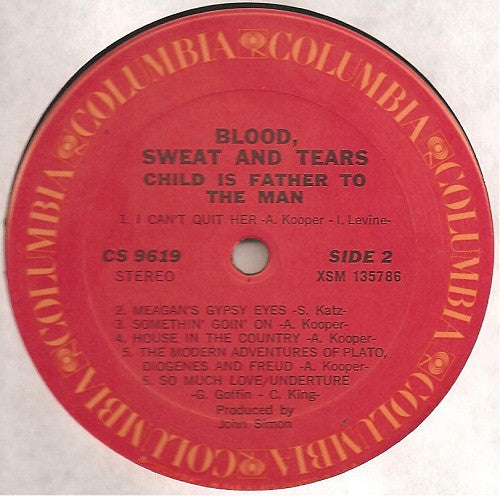 COLUMBIA COLUMBIA COLUMBIA COLUMBIA COLUMBIA COLUMBIA
BLOOD,
SWEAT AND TEARS
CHILD IS FATHER TO
THE MAN
1. I CAN'T QUIT HER -A. Kooper - I. Levine-
CS 9619 SIDE 2
STEREO XSM 135786
2. MEAGAN'S GYPSY EYES -S. Katz-
3. SOMETHIN' GOIN' ON -A. Kooper-
4. HOUSE IN THE COUNTRY -A. Kooper-
5. THE MODERN ADVENTURES OF PLATO,
DIOGENES AND FREUD -A. Kooper-
6. SO MUCH LOVE/UNDERTURE
-G. Goffin - C. King-
Produced by
John Simon